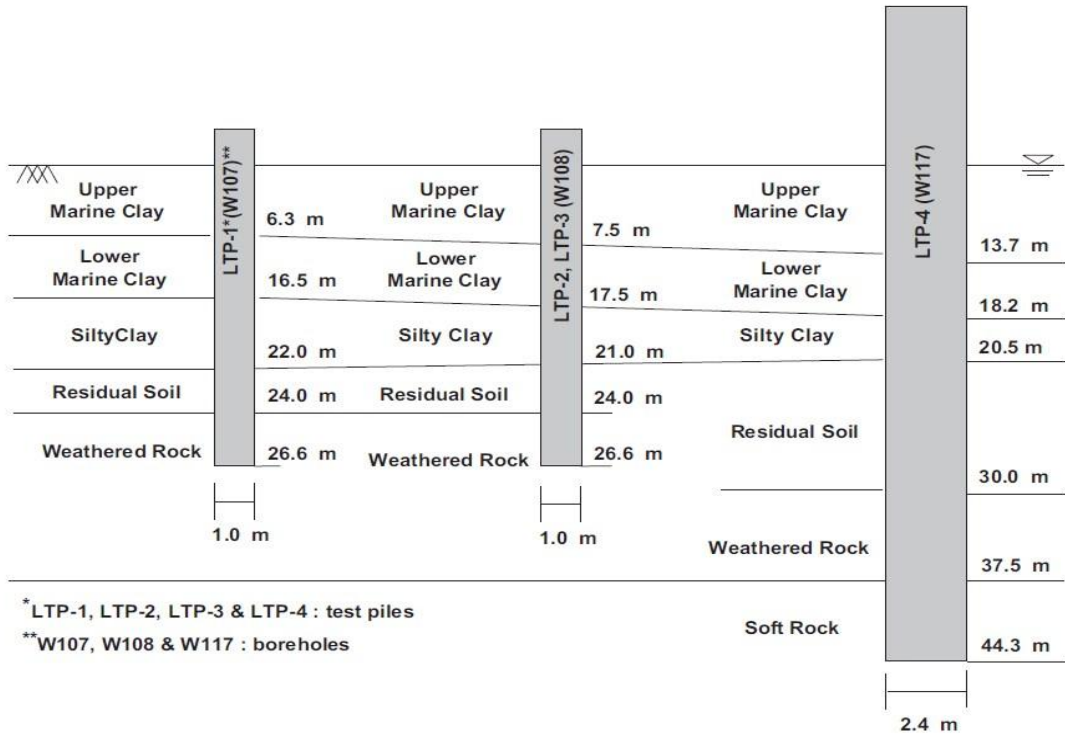 LTP-1*(W107)**
LTP-2, LTP-3 (W108)
LTP-4 (W117)
Upper
Marine Clay
6.3 m
Upper
Marine Clay
7.5 m
Upper
Marine Clay
13.7 m
Lower
Marine Clay
16.5 m
Lower
Marine Clay
17.5 m
Lower
Marine Clay
18.2 m
SiltyClay
22.0 m
Silty Clay
21.0 m
Silty Clay
20.5 m
Residual Soil
24.0 m
Residual Soil
24.0 m
Residual Soil
30.0 m
Weathered Rock
26.6 m
Weathered Rock
26.6 m
Weathered Rock
37.5 m
1.0 m
1.0 m
Soft Rock
44.3 m
2.4 m
*LTP-1, LTP-2, LTP-3 & LTP-4 : test piles
**W107, W108 & W117 : boreholes